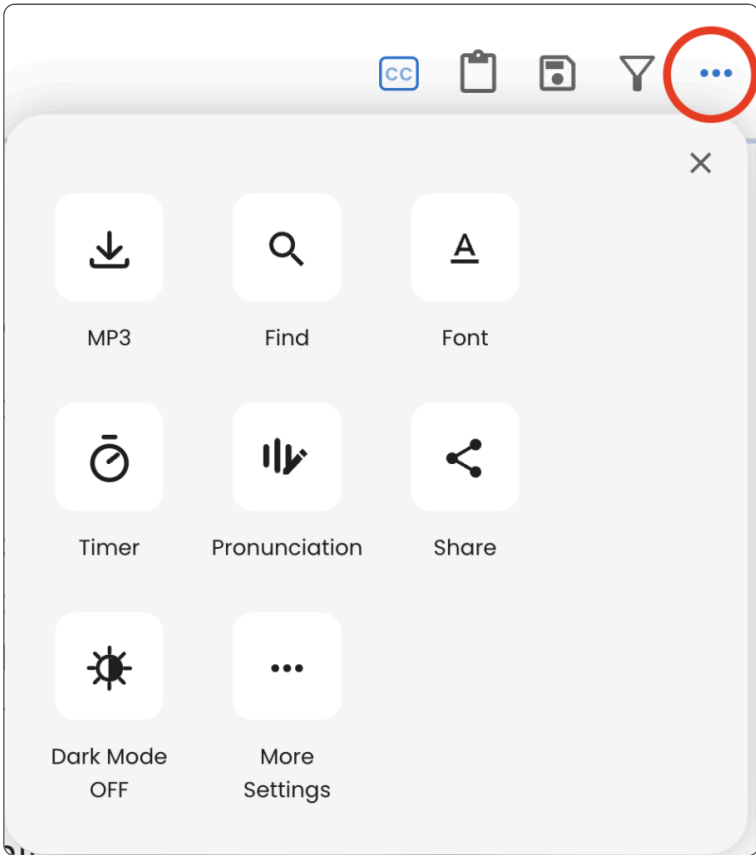 CC
MP3
Find
Font
Timer
Pronunciation
Share
Dark Mode
OFF
More
Settings